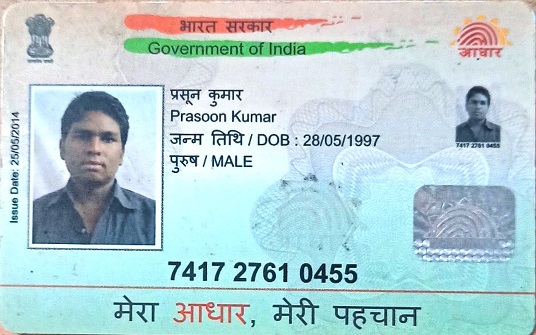 भारत सरकार
Government of India
आधार
Issue Date: 25/05/2014
प्रसून कुमार
Prasoon Kumar
जन्म तिथि / DOB : 28/05/1997
पुरुष / MALE
7417 2761 0455
7417 2761 0455
मेरा आधार, मेरी पहचान